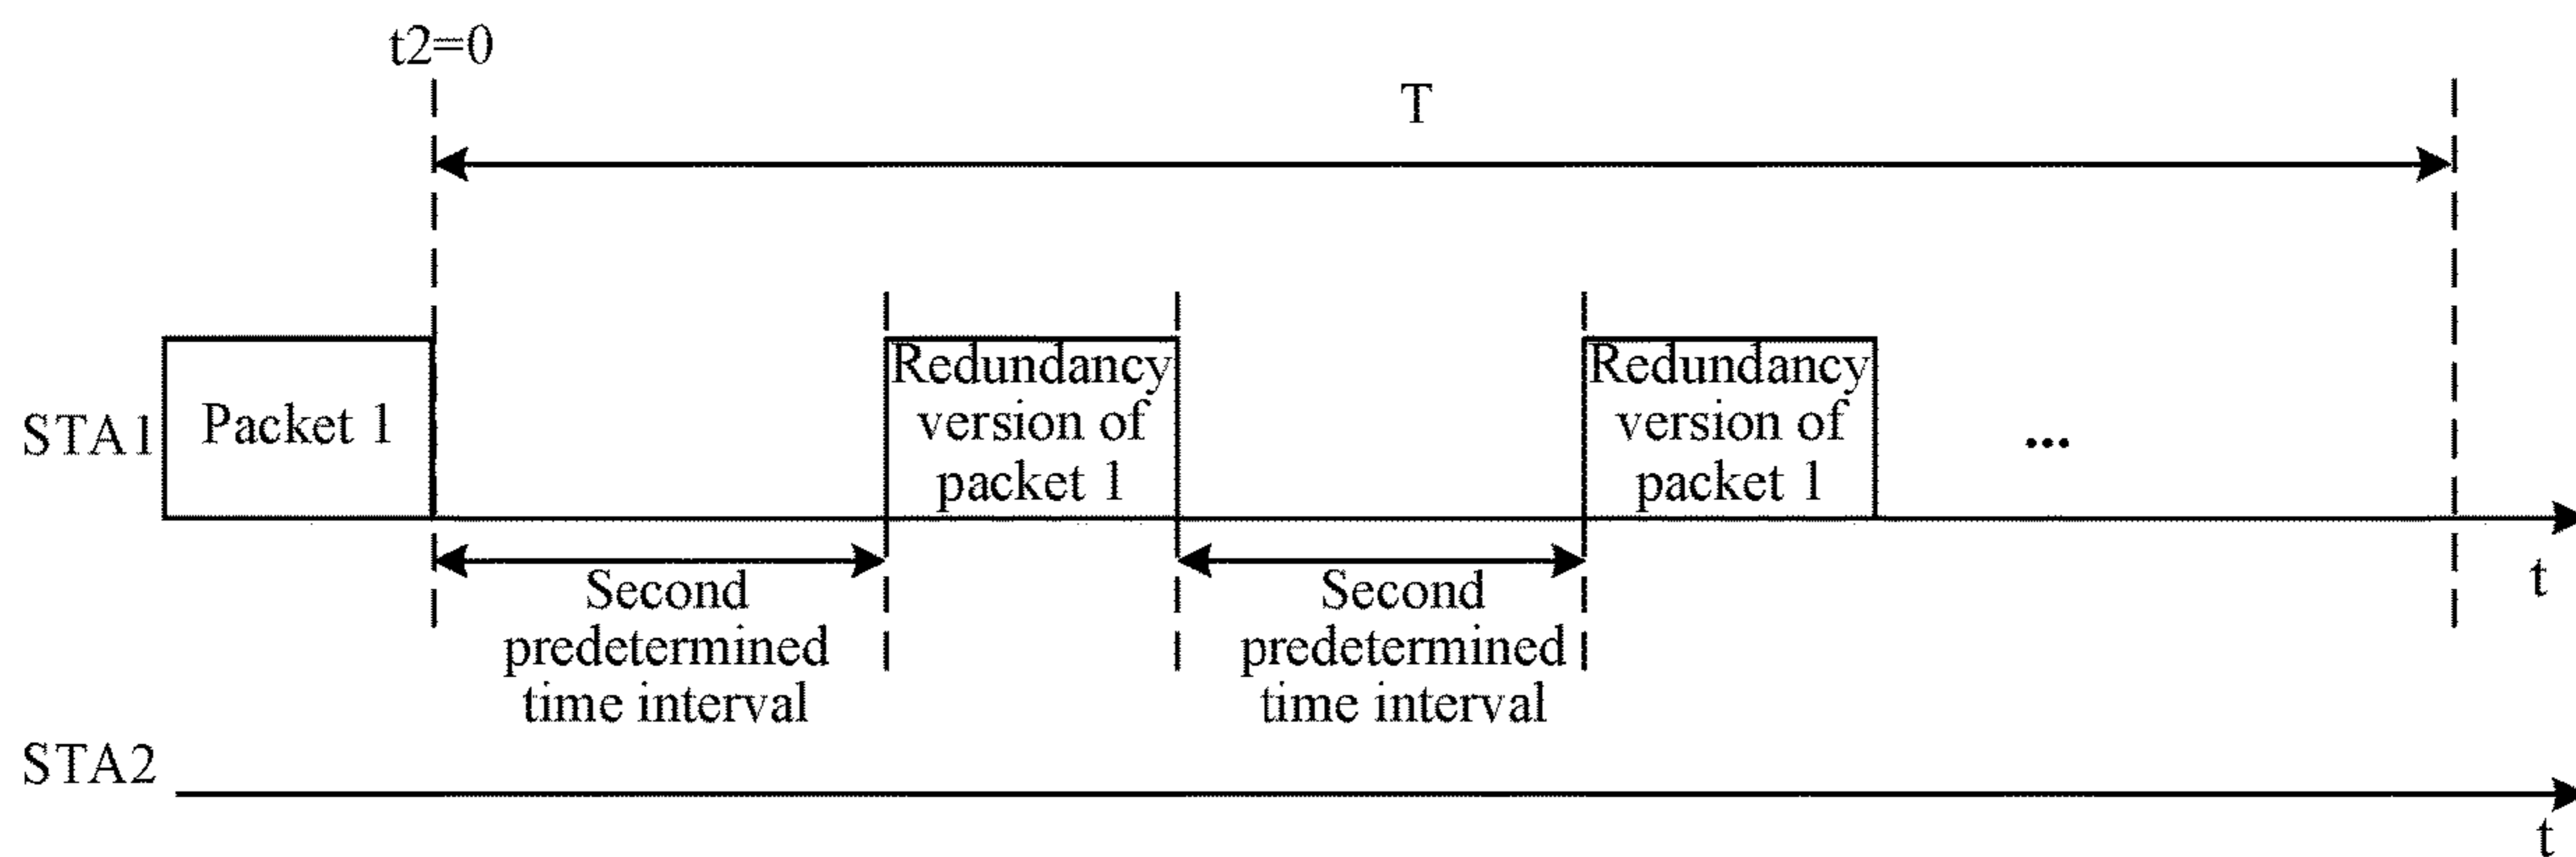 t2=0
T
STA1
Packet 1
Redundancy
version of
packet 1
Redundancy
version of
packet 1
...
t
Second
predetermined
time interval
Second
predetermined
time interval
STA2
t